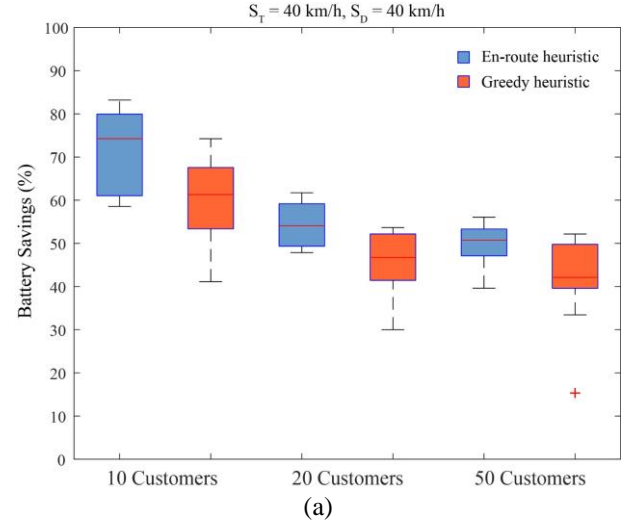 S_T = 40 km/h, S_D = 40 km/h
100
90
80
70
60
50
40
30
20
10
0
Battery Savings (%)
En-route heuristic
Greedy heuristic
10 Customers
20 Customers
50 Customers
(a)